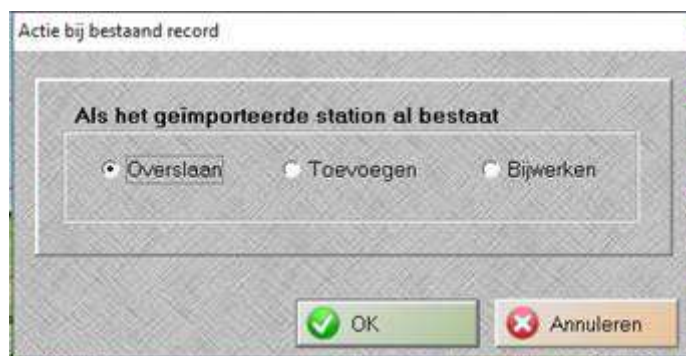 Actie bij bestaand record
Als het geïmporteerde station al bestaat
Overslaan Toevoegen Bijwerken
OK Annuleren